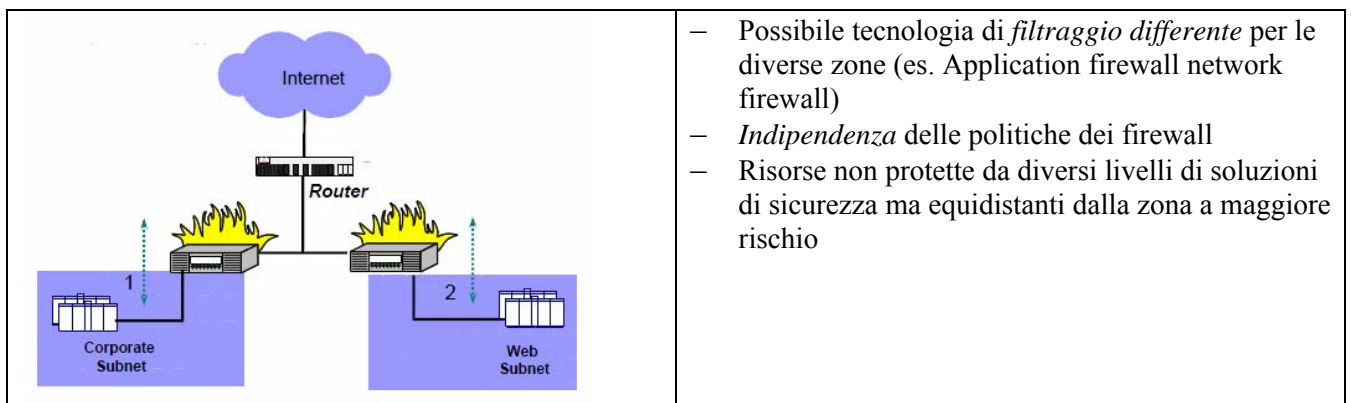 Internet
Router
1
2
Corporate
Subnet
Web
Subnet
– Possibile tecnologia di filtraggio differente per le
diverse zone (es. Application firewall network
firewall)
– Indipendenza delle politiche dei firewall
– Risorse non protette da diversi livelli di soluzioni
di sicurezza ma equidistanti dalla zona a maggiore
rischio